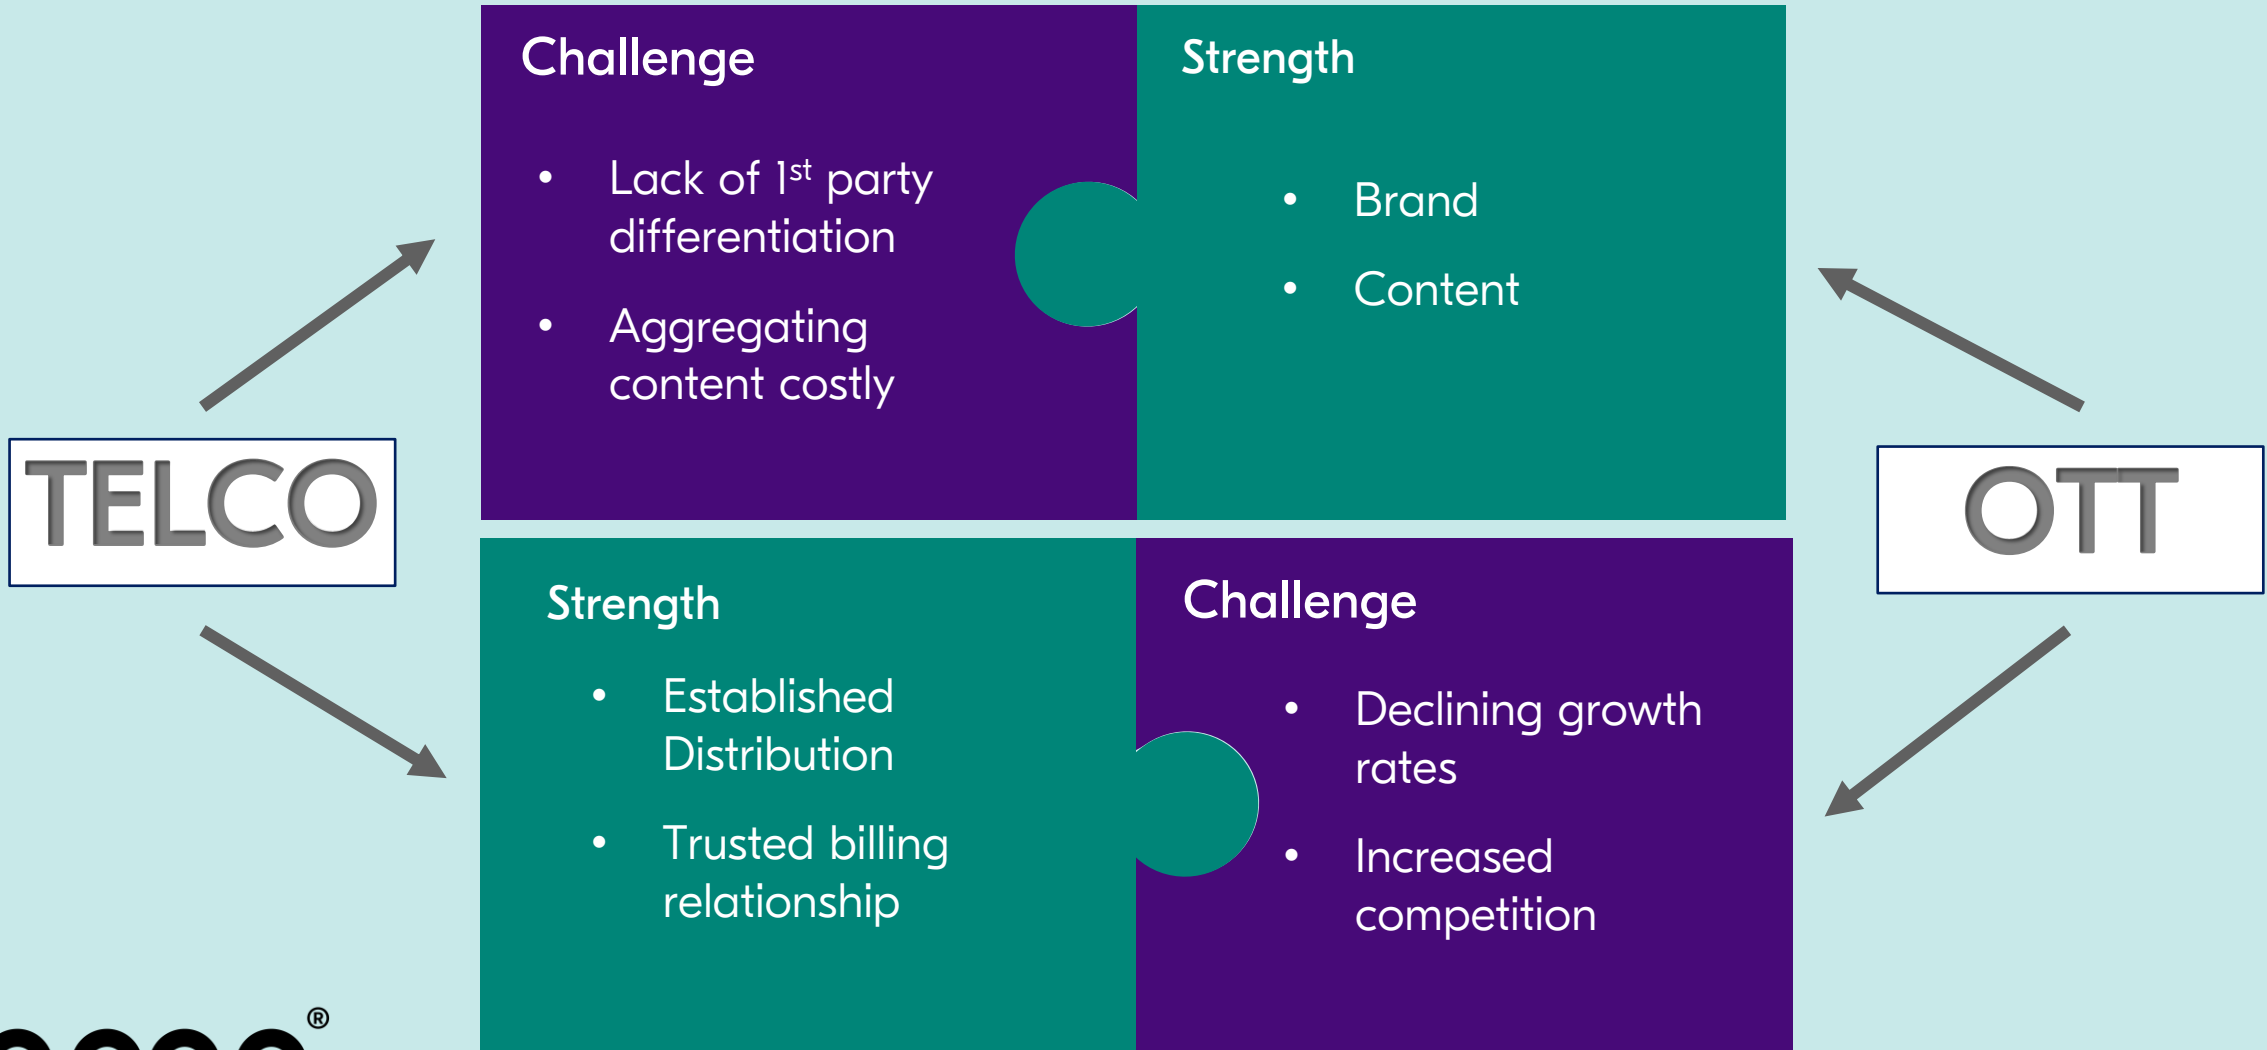 Challenge
• Lack of 1st party
differentiation
• Aggregating
content costly
Strength
• Brand
• Content
TELCO
OTT
Strength
• Established
Distribution
• Trusted billing
relationship
Challenge
• Declining growth
rates
• Increased
competition
®